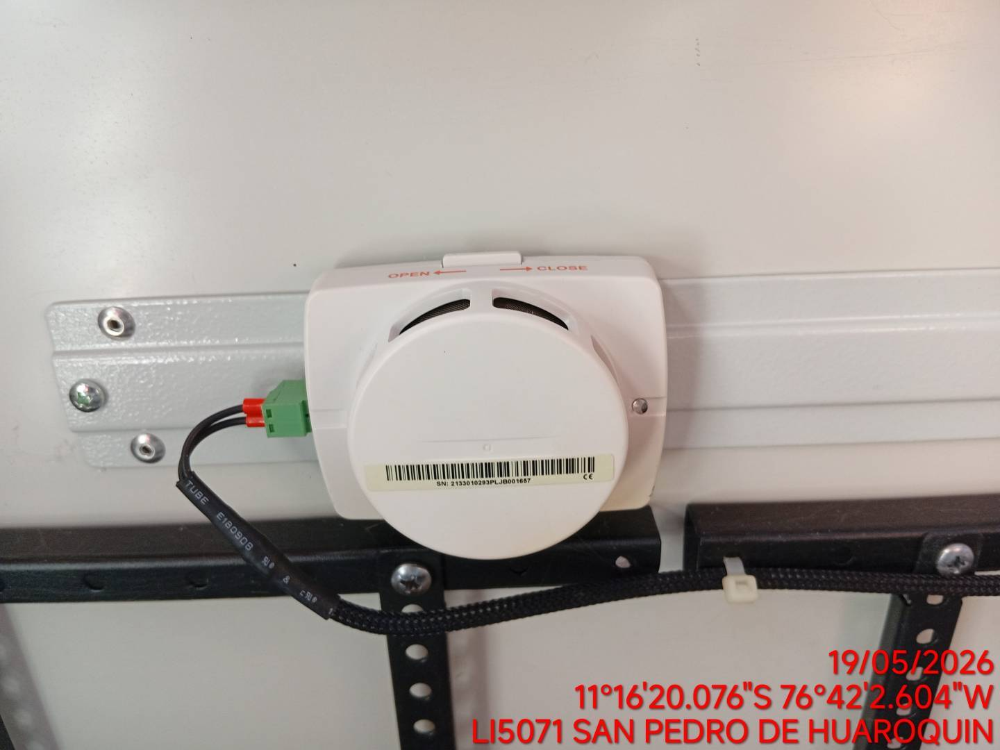 OPEN ← → CLOSE
SN: 2133010293PLJB001657
CE
TUBE E180908
19/05/2026
11°16'20.076"S 76°42'2.604"W
LI5071 SAN PEDRO DE HUAROQUIN